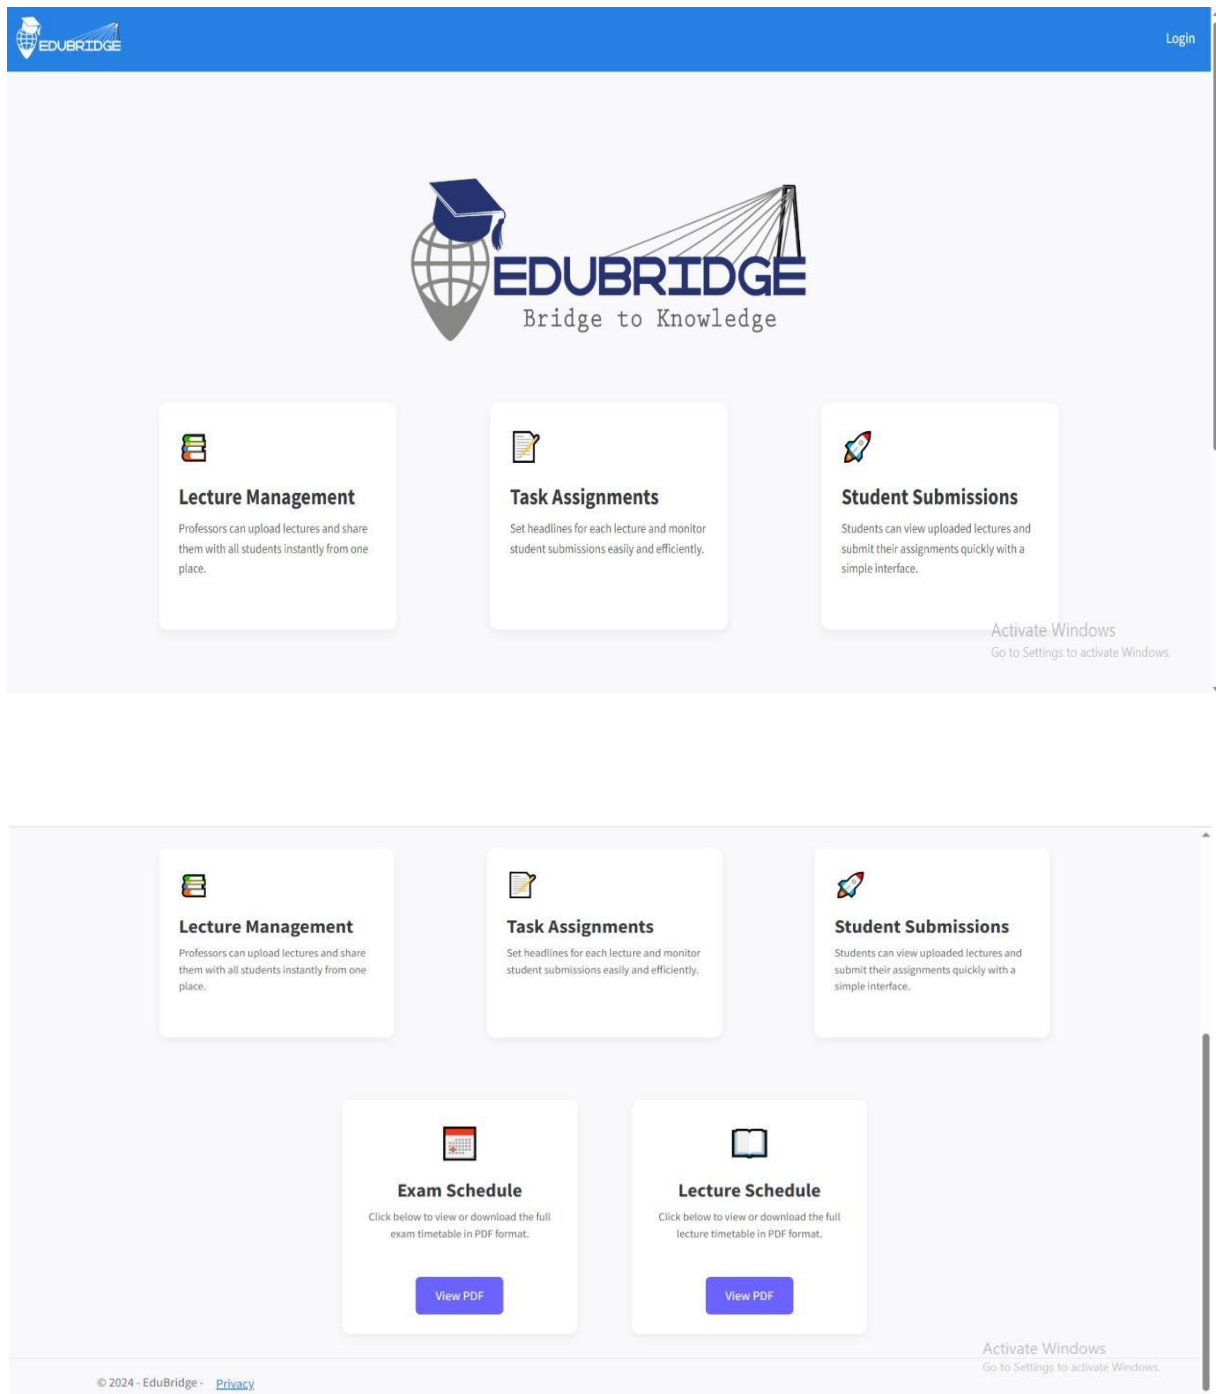 EDUBRIDGE
Login
EDUBRIDGE
Bridge to Knowledge
Lecture Management
Professors can upload lectures and share
them with all students instantly from one
place.
Task Assignments
Set headlines for each lecture and monitor
student submissions easily and efficiently.
Student Submissions
Students can view uploaded lectures and
submit their assignments quickly with a
simple interface.
Activate Windows
Go to Settings to activate Windows.
Lecture Management
Professors can upload lectures and share
them with all students instantly from one
place.
Task Assignments
Set headlines for each lecture and monitor
student submissions easily and efficiently.
Student Submissions
Students can view uploaded lectures and
submit their assignments quickly with a
simple interface.
Exam Schedule
Click below to view or download the full
exam timetable in PDF format.
View PDF
Lecture Schedule
Click below to view or download the full
lecture timetable in PDF format.
View PDF
Activate Windows
Go to Settings to activate Windows.
© 2024 - EduBridge - Privacy